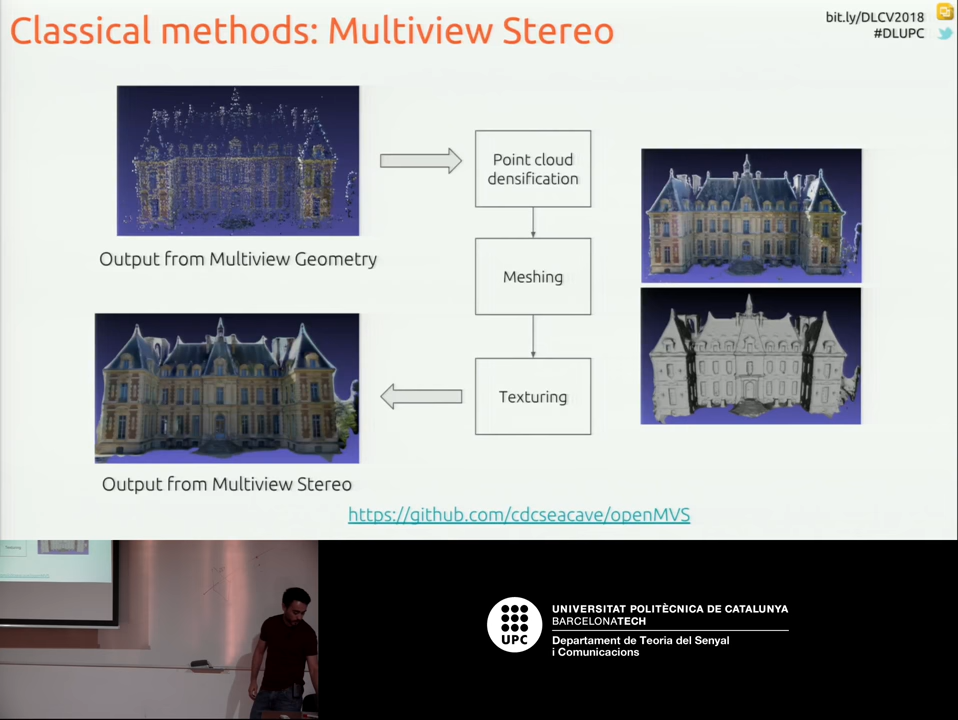 Classical methods: Multiview Stereo
bit.ly/DLCV2018
#DLUPC
Point cloud
densification
Output from Multiview Geometry
Meshing
Texturing
Output from Multiview Stereo
https://github.com/cdcseacave/openMVS
Texturing
UPC
UNIVERSITAT POLITÈCNICA DE CATALUNYA
BARCELONATECH
Departament de Teoria del Senyal
i Comunicacions